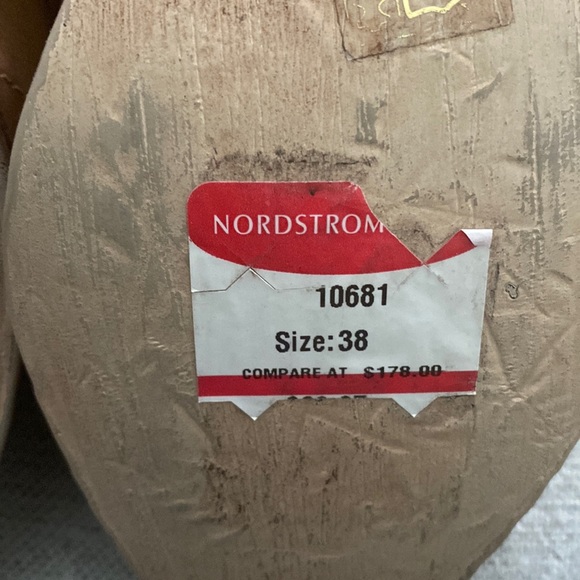 NORDSTROM
10681
Size:38
COMPARE AT $178.00